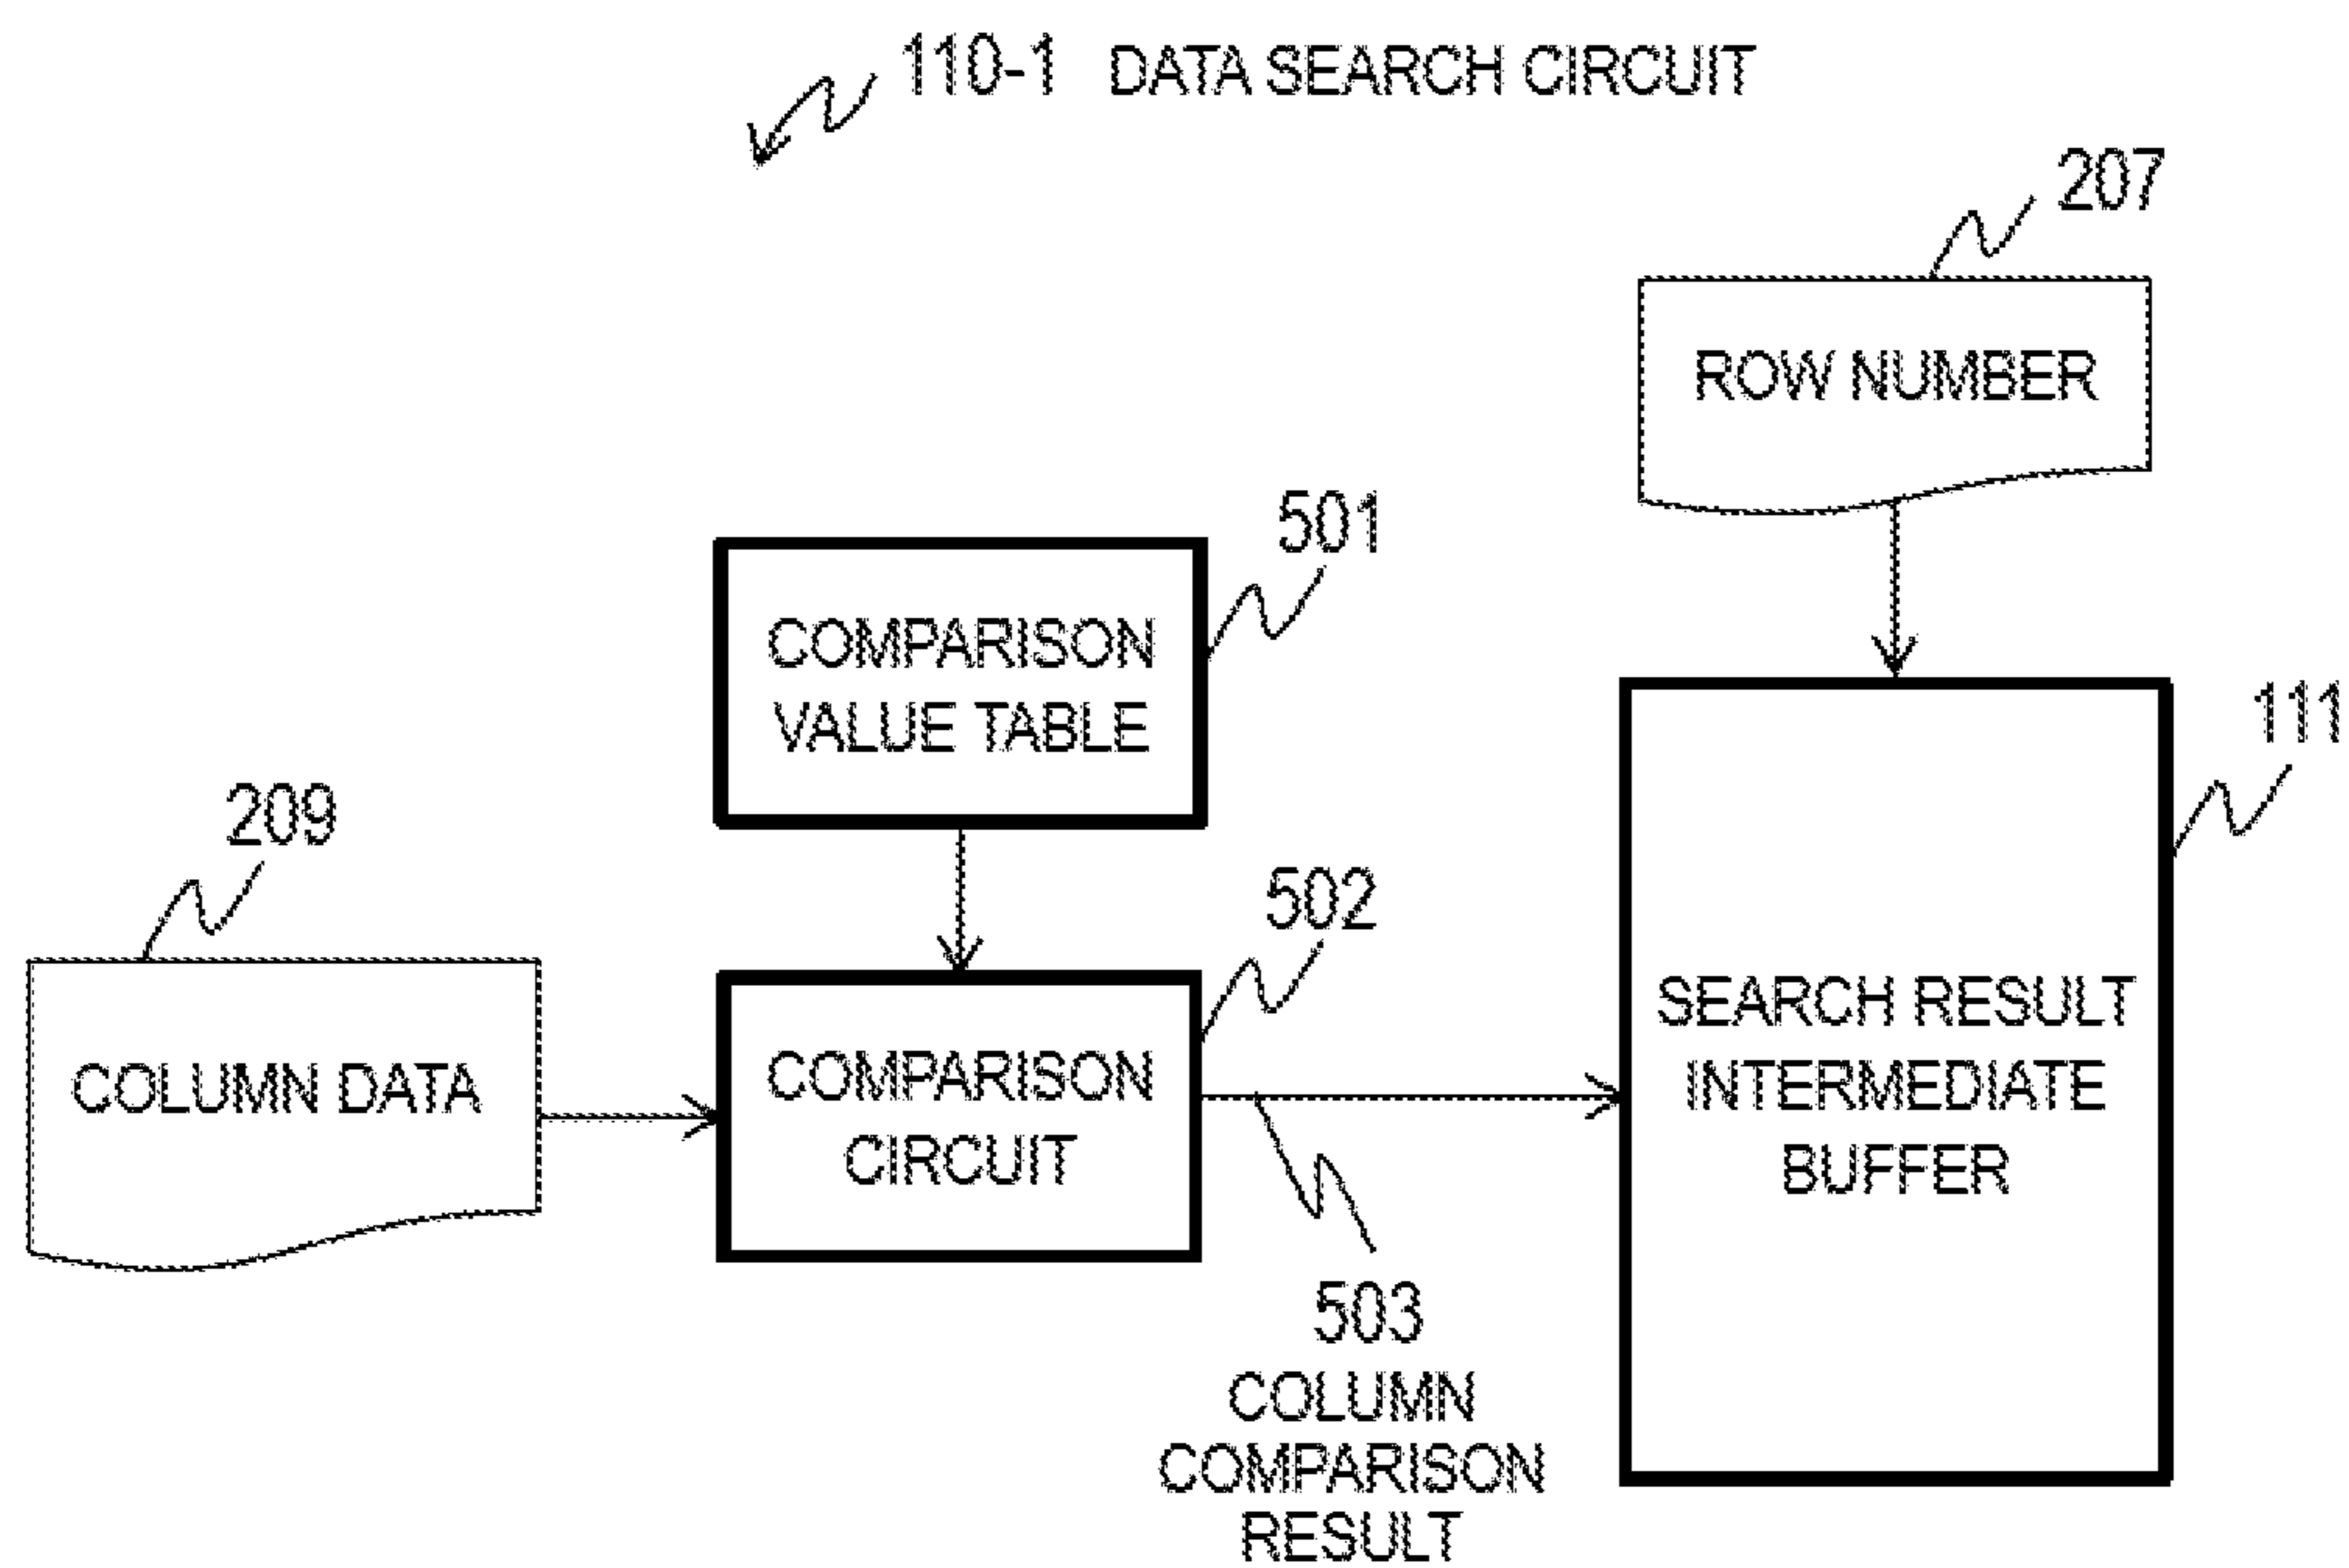 110-1 DATA SEARCH CIRCUIT
207
ROW NUMBER
501
COMPARISON
VALUE TABLE
111
209
502
COLUMN DATA
COMPARISON
CIRCUIT
SEARCH RESULT
INTERMEDIATE
BUFFER
503
COLUMN
COMPARISON
RESULT